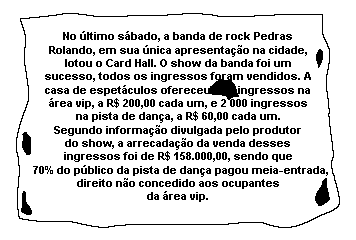 No último sábado, a banda de rock Pedras
Rolando, em sua única apresentação na cidade,
lotou o Card Hall. O show da banda foi um
sucesso, todos os ingressos foram vendidos. A
casa de espetáculos ofereceu ingressos na
área vip, a R$ 200,00 cada um, e 2 000 ingressos
na pista de dança, a R$ 60,00 cada um.
Segundo informação divulgada pelo produtor
do show, a arrecadação da venda desses
ingressos foi de R$ 158.000,00, sendo que
70% do público da pista de dança pagou meia-entrada,
direito não concedido aos ocupantes
da área vip.